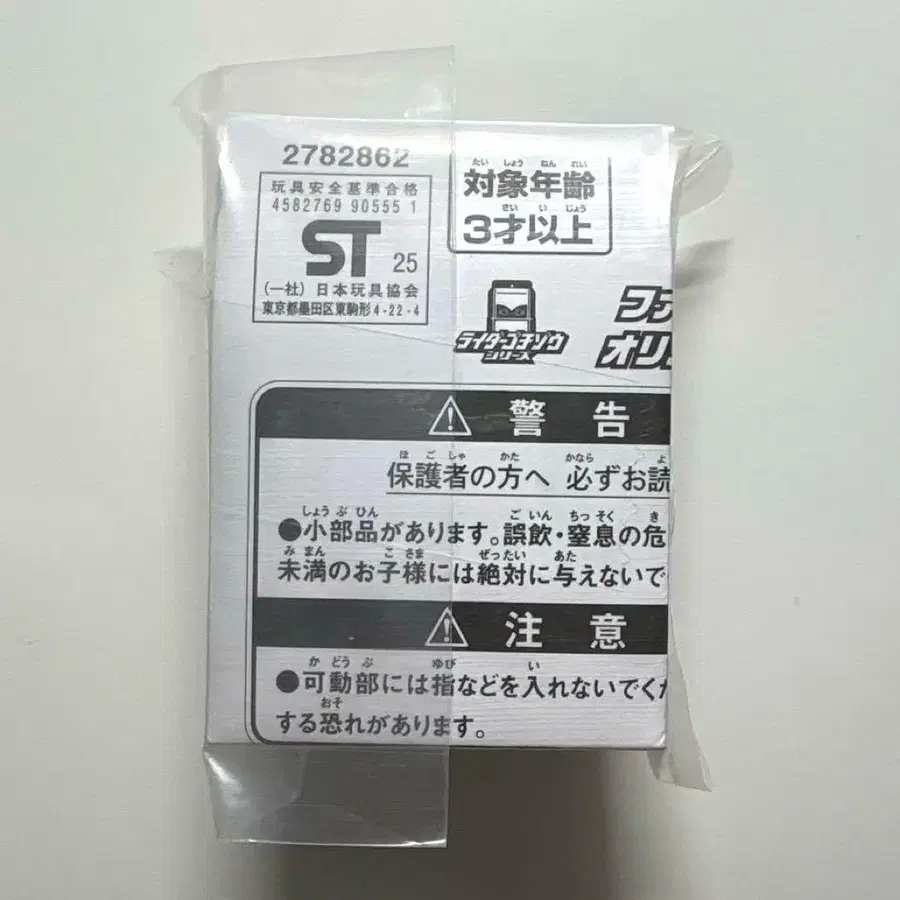 2782862
玩具安全基準合格
4582769 90555 1
ST 25
(一社)日本玩具協会
東京都墨田区東駒形4-22-4
たい しょう ねん れい
対象年齢
さい い じょう
3才以上
ライダーゴチゾウ
シリーズ
ファ
オリ
警告
ほ ご しゃ かた かなら よ
保護者の方へ 必ずお読
しょう ぶ ひん ご いん ちっ そく き
●小部品があります。誤飲・窒息の危
み まん こ さま ぜったい あた
未満のお子様には絶対に与えないで
注意
か どう ぶ ゆび い
●可動部には指などを入れないでくだ
おそ
する恐れがあります。